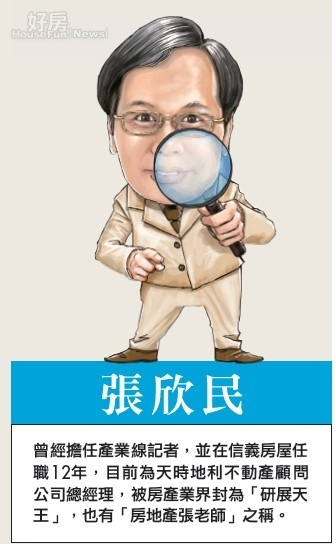 好房
HouseFun News
張欣民
曾經擔任產業線記者，並在信義房屋任
職12年，目前為天時地利不動產顧問
公司總經理，被房產業界封為「研展天
王」，也有「房地產張老師」之稱。